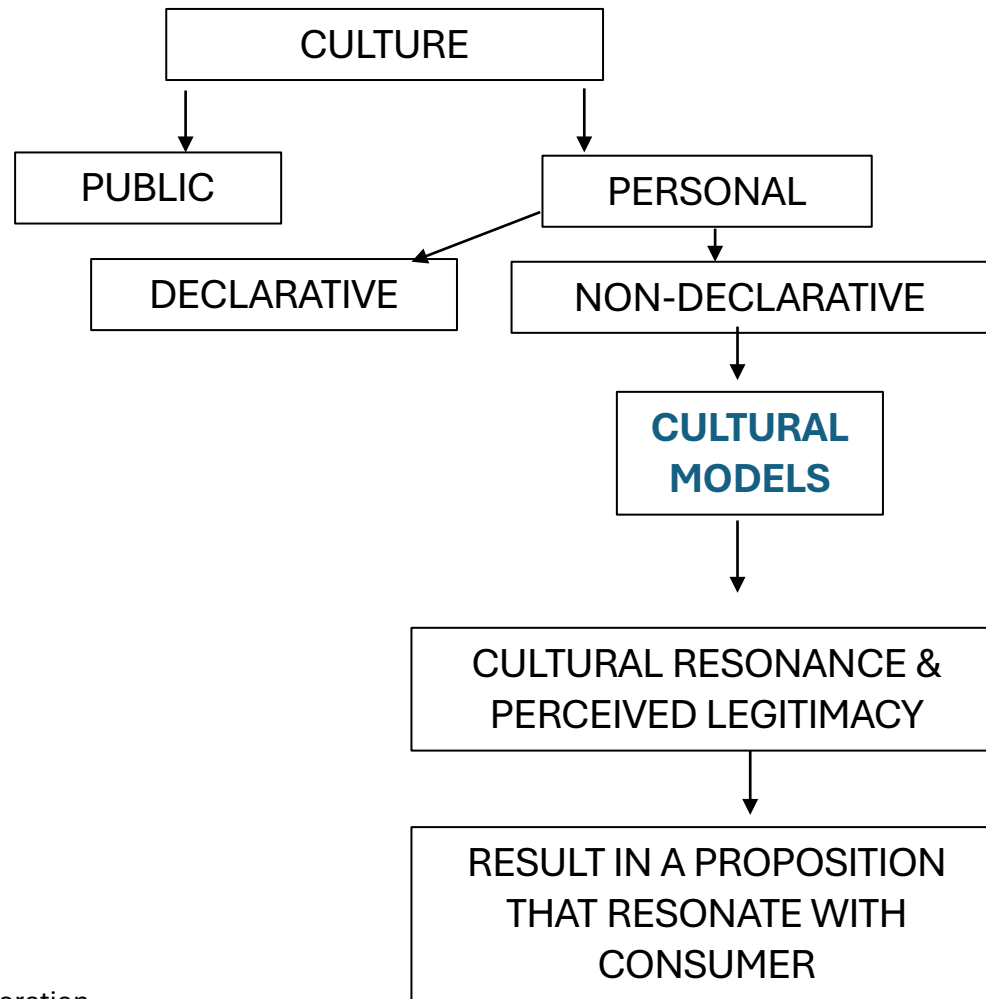 CULTURE
PUBLIC
PERSONAL
DECLARATIVE
NON-DECLARATIVE
CULTURAL
MODELS
CULTURAL RESONANCE &
PERCEIVED LEGITIMACY
RESULT IN A PROPOSITION
THAT RESONATE WITH
CONSUMER